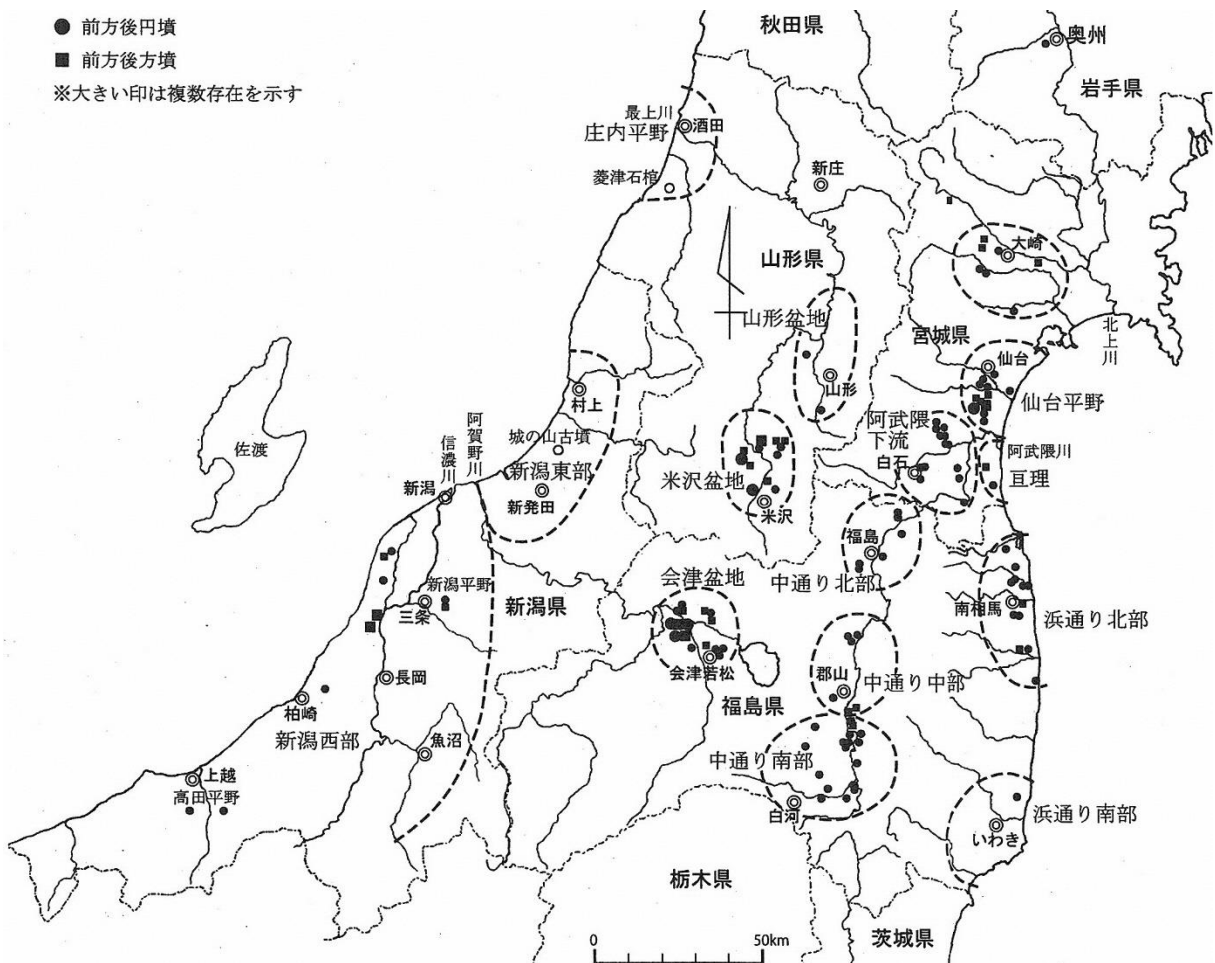 ● 前方後円墳
■ 前方後方墳
※大きい印は複数存在を示す
秋田県
奥州
岩手県
最上川
庄内平野
酒田
新庄
菱津石棺
大崎
山形県
山形盆地
宮城県
北上川
仙台
山形
村上
仙台平野
阿武隈
下流
阿武隈川
城の山古墳
阿賀野川
信濃川
佐渡
白石
亘理
新潟東部
米沢盆地
新潟
新発田
米沢
福島
会津盆地
中通り北部
新潟平野
新潟県
三条
南相馬
浜通り北部
会津若松
長岡
郡山
中通り中部
福島県
柏崎
新潟西部
魚沼
中通り南部
上越
高田平野
白河
浜通り南部
いわき
栃木県
茨城県
0
50km